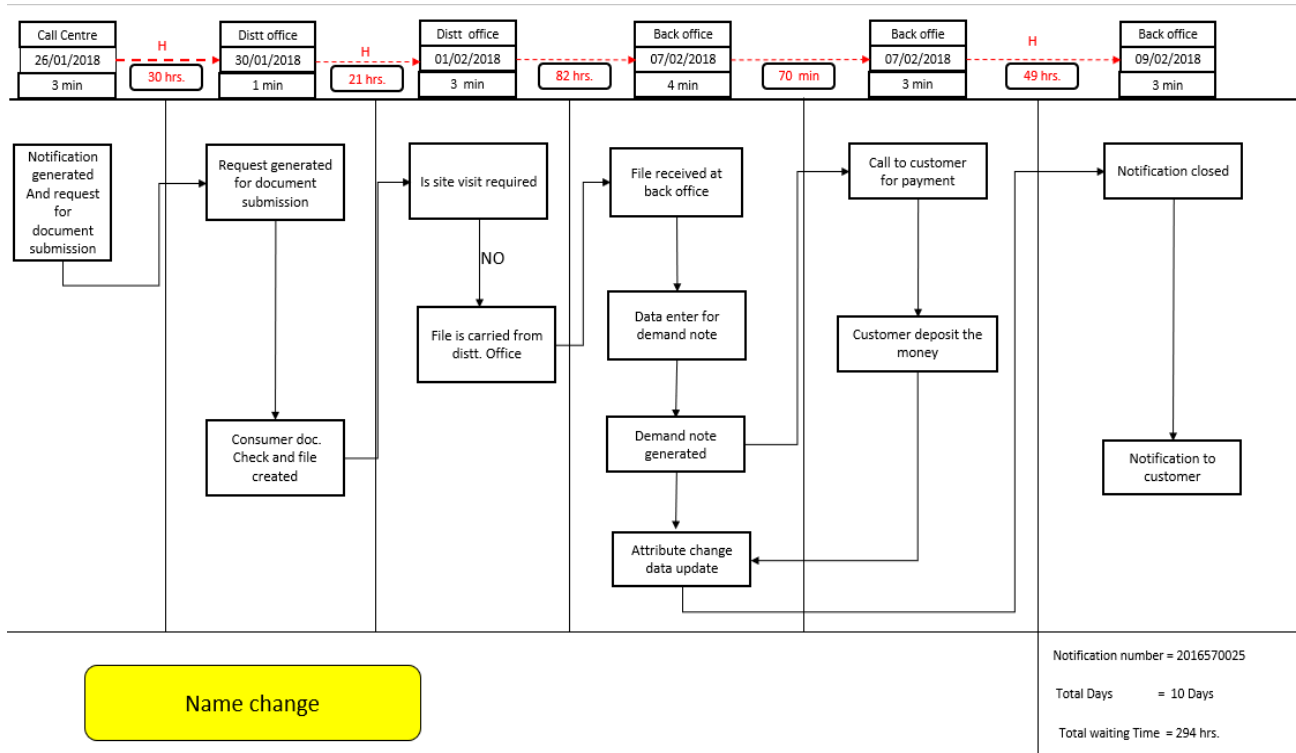 Call Centre
26/01/2018
3 min
H
30 hrs.
Distt office
30/01/2018
1 min
H
21 hrs.
Distt office
01/02/2018
3 min
82 hrs.
Back office
07/02/2018
4 min
70 min
Back offie
07/02/2018
3 min
H
49 hrs.
Back office
09/02/2018
3 min
Notification
generated
And request
for
document
submission
Request generated
for document
submission
Consumer doc.
Check and file
created
Is site visit required
NO
File is carried from
distt. Office
File received at
back office
Data enter for
demand note
Demand note
generated
Attribute change
data update
Call to customer
for payment
Customer deposit the
money
Notification closed
Notification to
customer
Name change
Notification number = 2016570025
Total Days = 10 Days
Total waiting Time = 294 hrs.